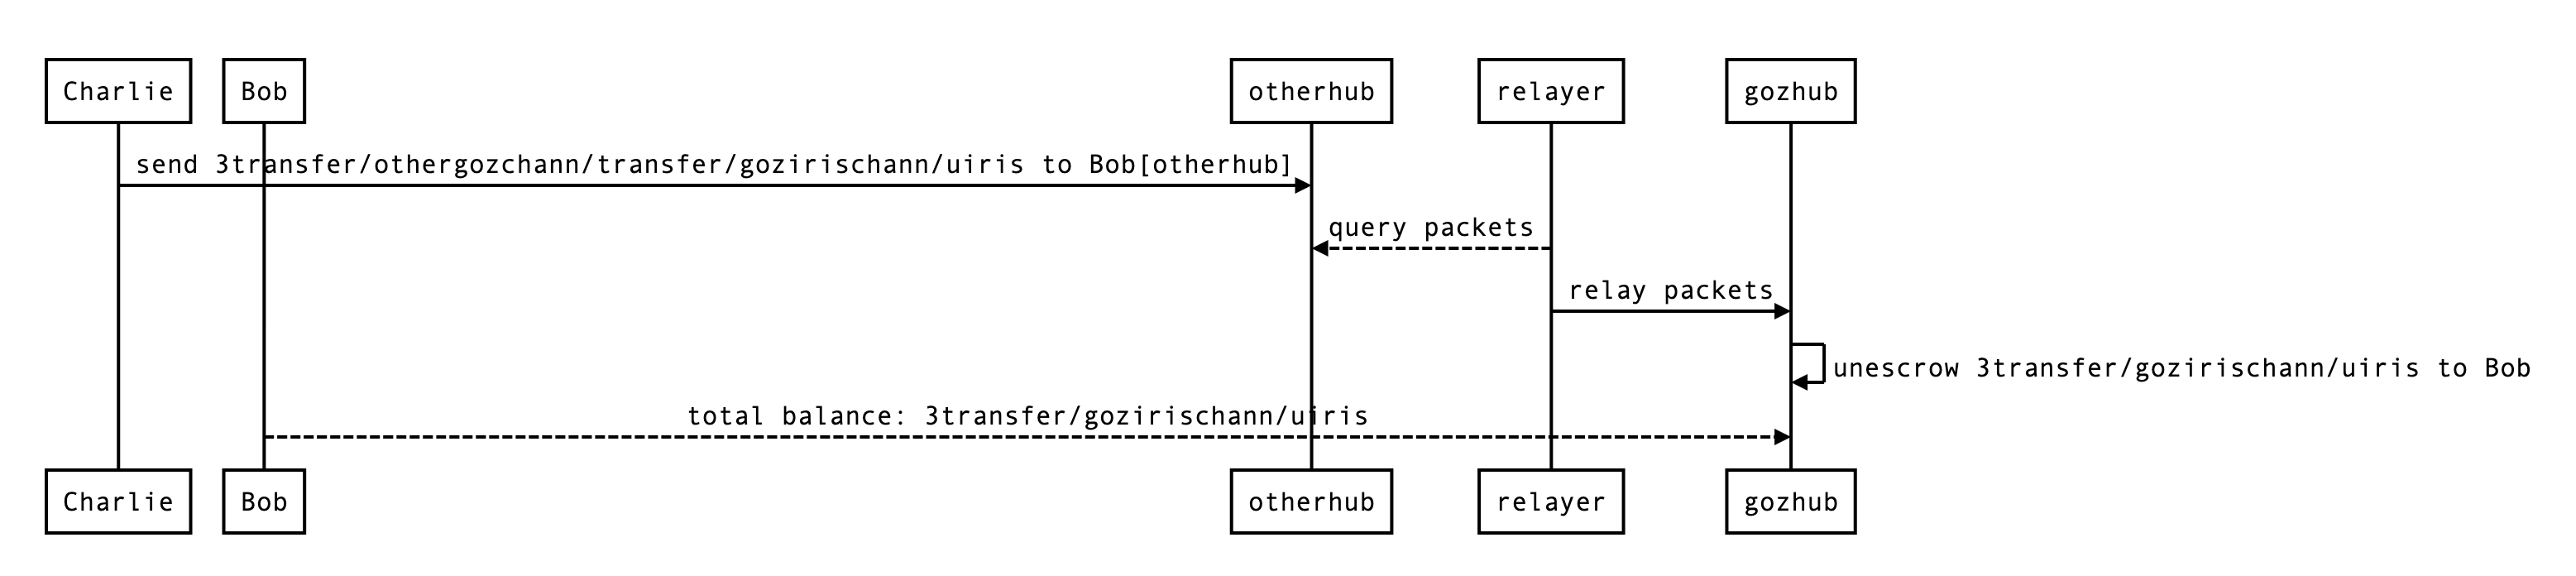 Charlie Bob otherhub relayer gozhub
send 3transfer/othergozchann/transfer/gozirischann/uiris to Bob[otherhub]
query packets
relay packets
unescrow 3transfer/gozirischann/uiris to Bob
total balance: 3transfer/gozirischann/uiris
Charlie Bob otherhub relayer gozhub